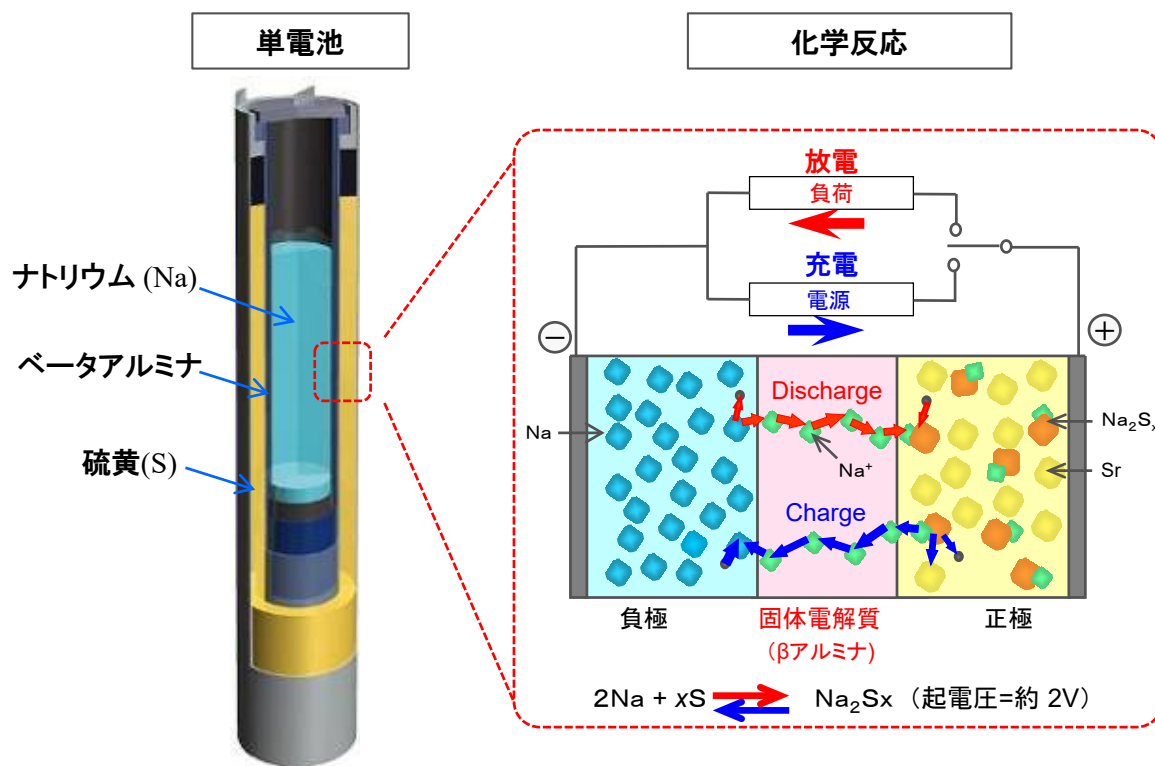 単電池
化学反応
ナトリウム (Na)
ベータアルミナ
硫黄(S)
放電
負荷
充電
電源
−
+
Discharge
Na
Na⁺
Na₂Sₓ
Sr
Charge
負極
固体電解質
(βアルミナ)
正極
2Na + xS Na₂Sx (起電圧=約 2V)